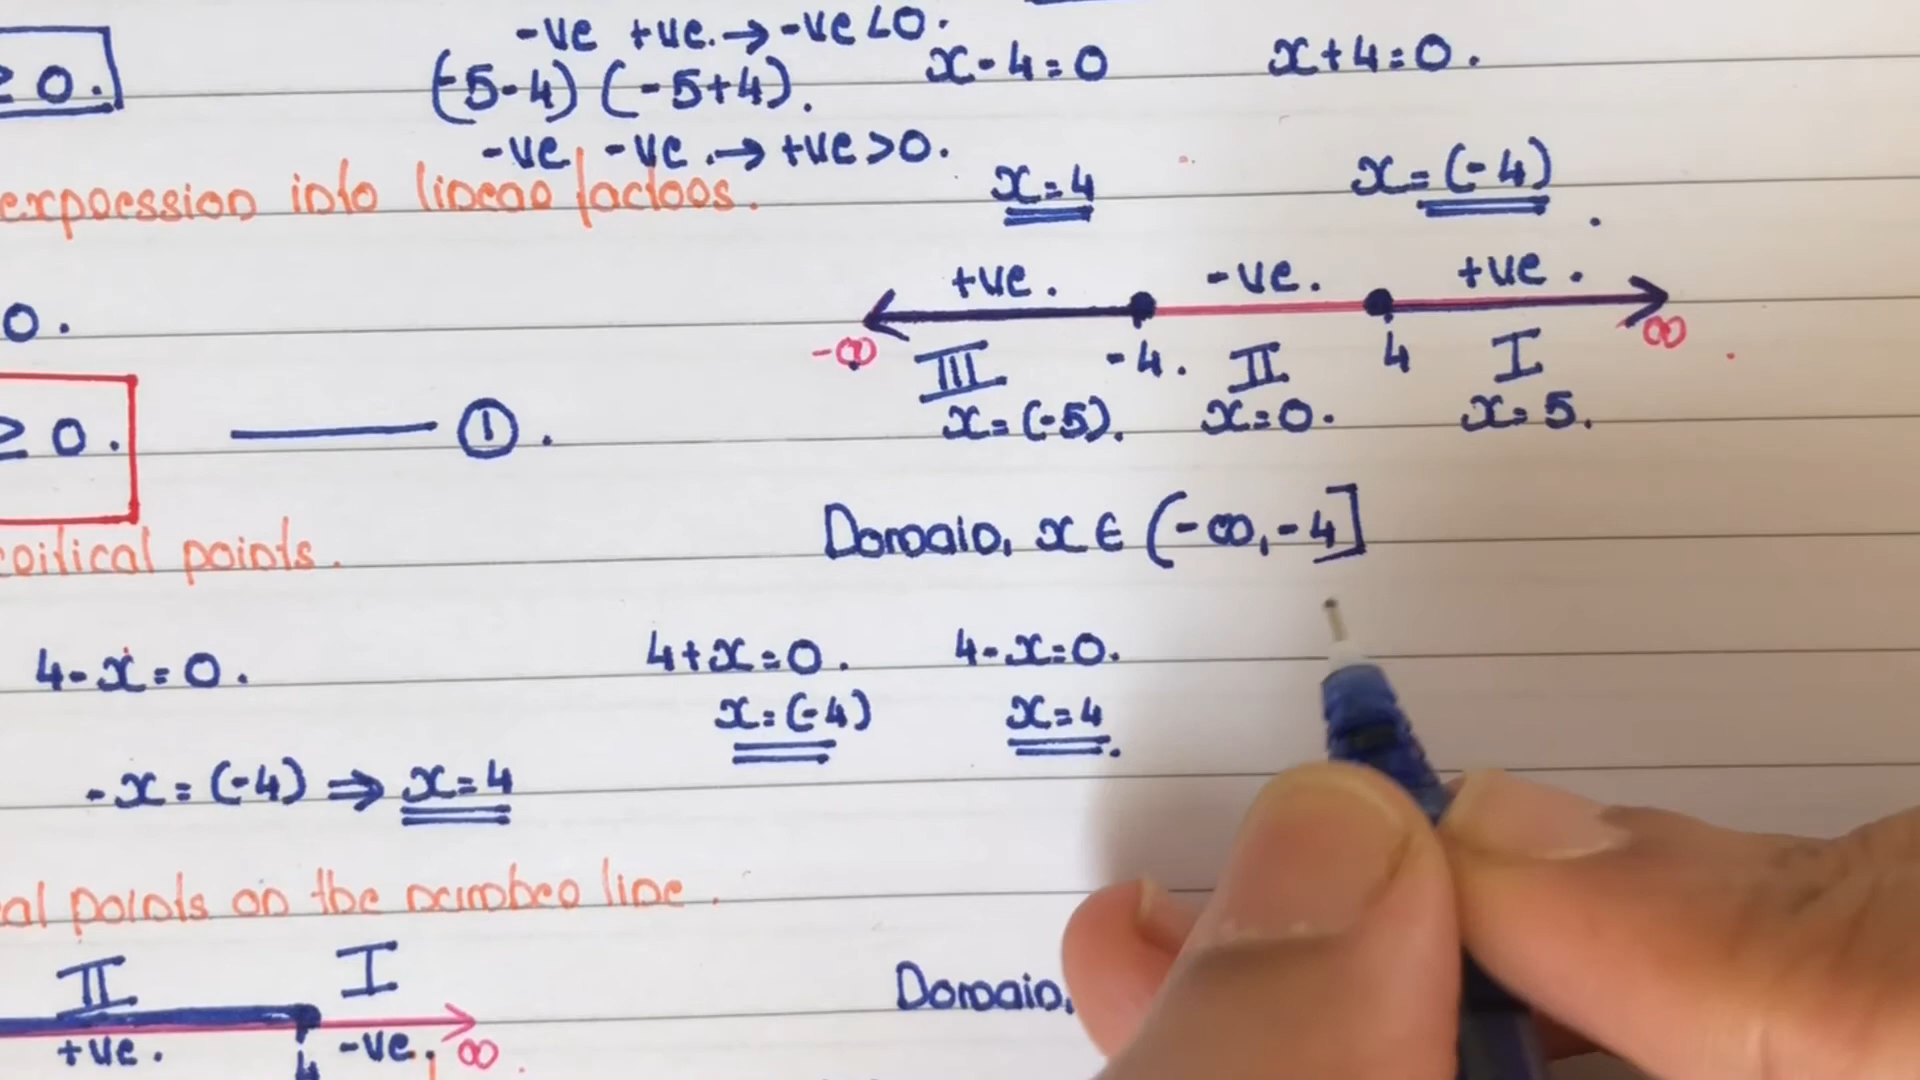 -ve +ve. → -ve < 0.
≥ 0.
(-5-4) (-5+4).
x-4=0
x+4=0.
-ve -ve. → +ve > 0.
expression into linear factors.
x=4
x=(-4)
+ve. -ve. +ve.
0.
-∞ III -4. II 4 I ∞
x=(-5). x=0. x=5.
≥ 0. ① .
Domain, x ∈ (-∞, -4]
critical points.
4-x=0.
4+x=0. 4-x=0.
x=(-4) x=4.
-x=(-4) ⇒ x=4
al points on the number line.
II I
Domain,
+ve. 4 -ve. ∞